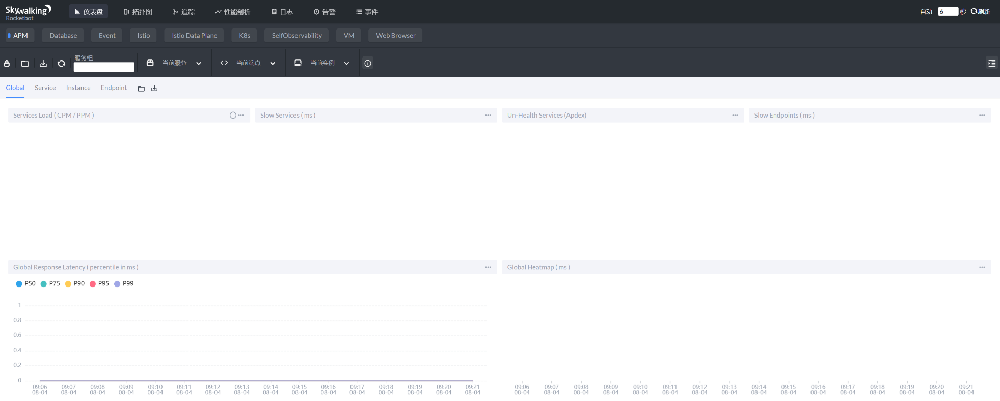 Skywalking
Rocketbot
仪表盘 拓扑图 追踪 性能剖析 日志 告警 事件
自动 6 秒 刷新
APM Database Event Istio Istio Data Plane K8s SelfObservability VM Web Browser
服务组
当前服务 当前端点 当前实例
Global Service Instance Endpoint
Services Load ( CPM / PPM ) Slow Services ( ms ) Un-Health Services (Apdex) Slow Endpoints ( ms )
Global Response Latency ( percentile in ms ) Global Heatmap ( ms )
P50 P75 P90 P95 P99
1
0.8
0.6
0.4
0.2
0
09:06 09:07 09:08 09:09 09:10 09:11 09:12 09:13 09:14 09:15 09:16 09:17 09:18 09:19 09:20 09:21
08-04 08-04 08-04 08-04 08-04 08-04 08-04 08-04 08-04 08-04 08-04 08-04 08-04 08-04 08-04 08-04
09:06 09:07 09:08 09:09 09:10 09:11 09:12 09:13 09:14 09:15 09:16 09:17 09:18 09:19 09:20 09:21
08-04 08-04 08-04 08-04 08-04 08-04 08-04 08-04 08-04 08-04 08-04 08-04 08-04 08-04 08-04 08-04